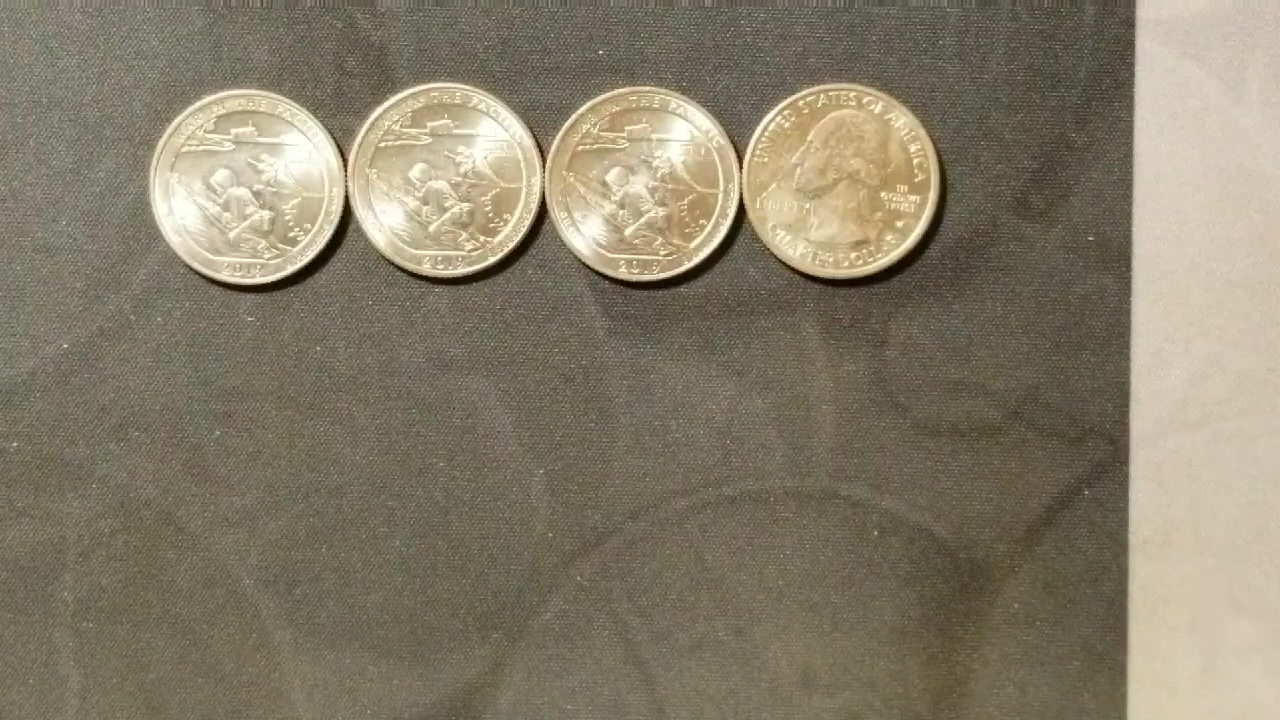 WAR IN THE PACIFIC
2019
WAR IN THE PACIFIC
2019
WAR IN THE PACIFIC
2019
UNITED STATES OF AMERICA
LIBERTY
IN
GOD WE
TRUST
QUARTER DOLLAR